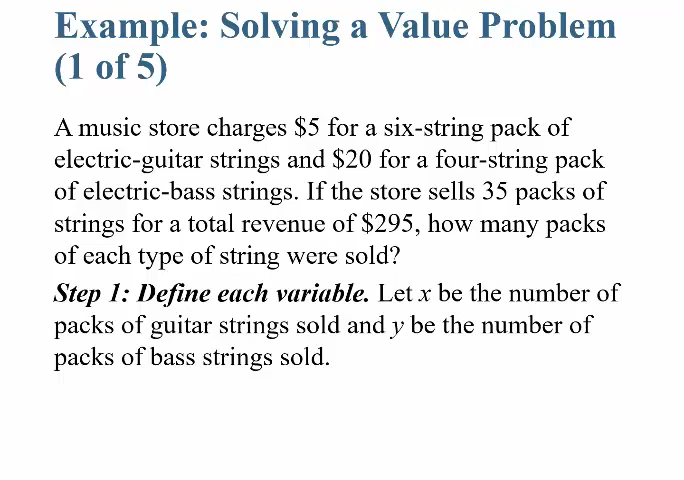 Example: Solving a Value Problem
(1 of 5)
A music store charges $5 for a six-string pack of
electric-guitar strings and $20 for a four-string pack
of electric-bass strings. If the store sells 35 packs of
strings for a total revenue of $295, how many packs
of each type of string were sold?
Step 1: Define each variable. Let x be the number of
packs of guitar strings sold and y be the number of
packs of bass strings sold.